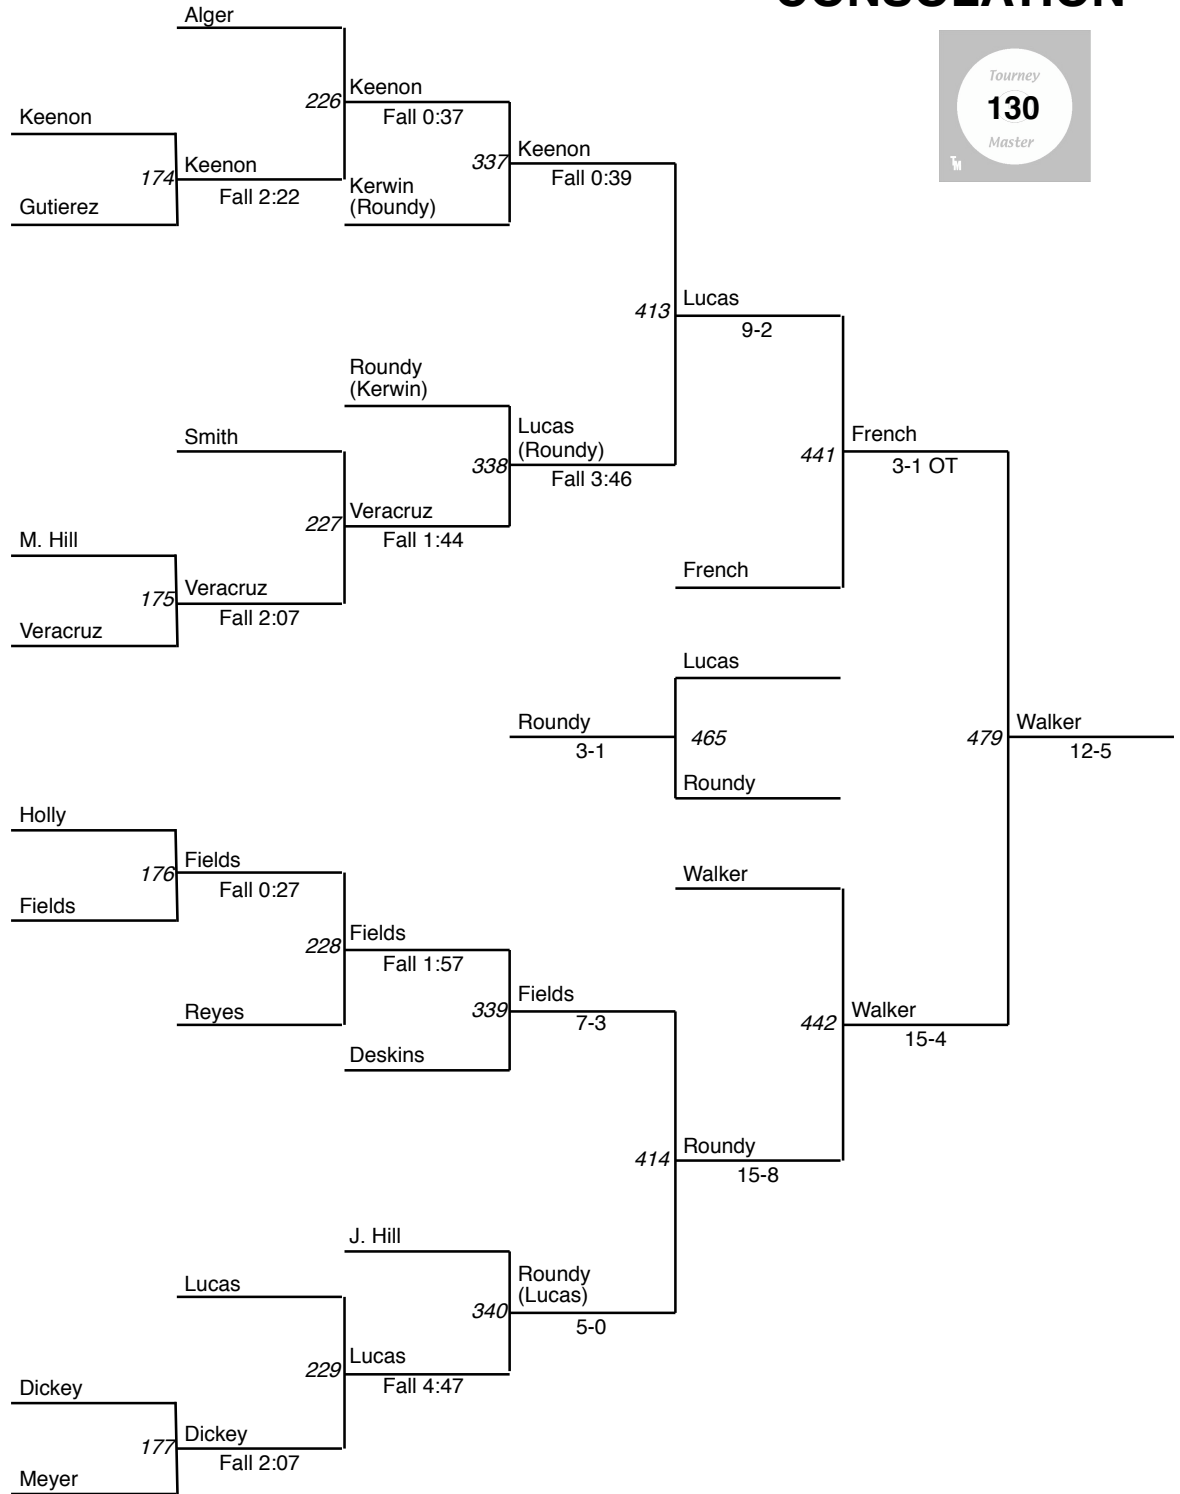 CONSOLATION
Alger
Tourney
130
Master
TM
226
Keenon
Fall 0:37
Keenon
337
Keenon
Fall 0:39
174
Keenon
Fall 2:22
Kerwin
(Roundy)
Gutierez
413
Lucas
9-2
Roundy
(Kerwin)
Smith
Lucas
(Roundy)
338
Fall 3:46
441
French
3-1 OT
227
Veracruz
Fall 1:44
M. Hill
French
175
Veracruz
Fall 2:07
Veracruz
Lucas
Roundy
3-1
465
479
Walker
12-5
Roundy
Holly
176
Fields
Fall 0:27
Walker
Fields
228
Fields
Fall 1:57
339
Fields
7-3
Reyes
442
Walker
15-4
Deskins
414
Roundy
15-8
J. Hill
Lucas
Roundy
(Lucas)
340
5-0
229
Lucas
Fall 4:47
Dickey
177
Dickey
Fall 2:07
Meyer